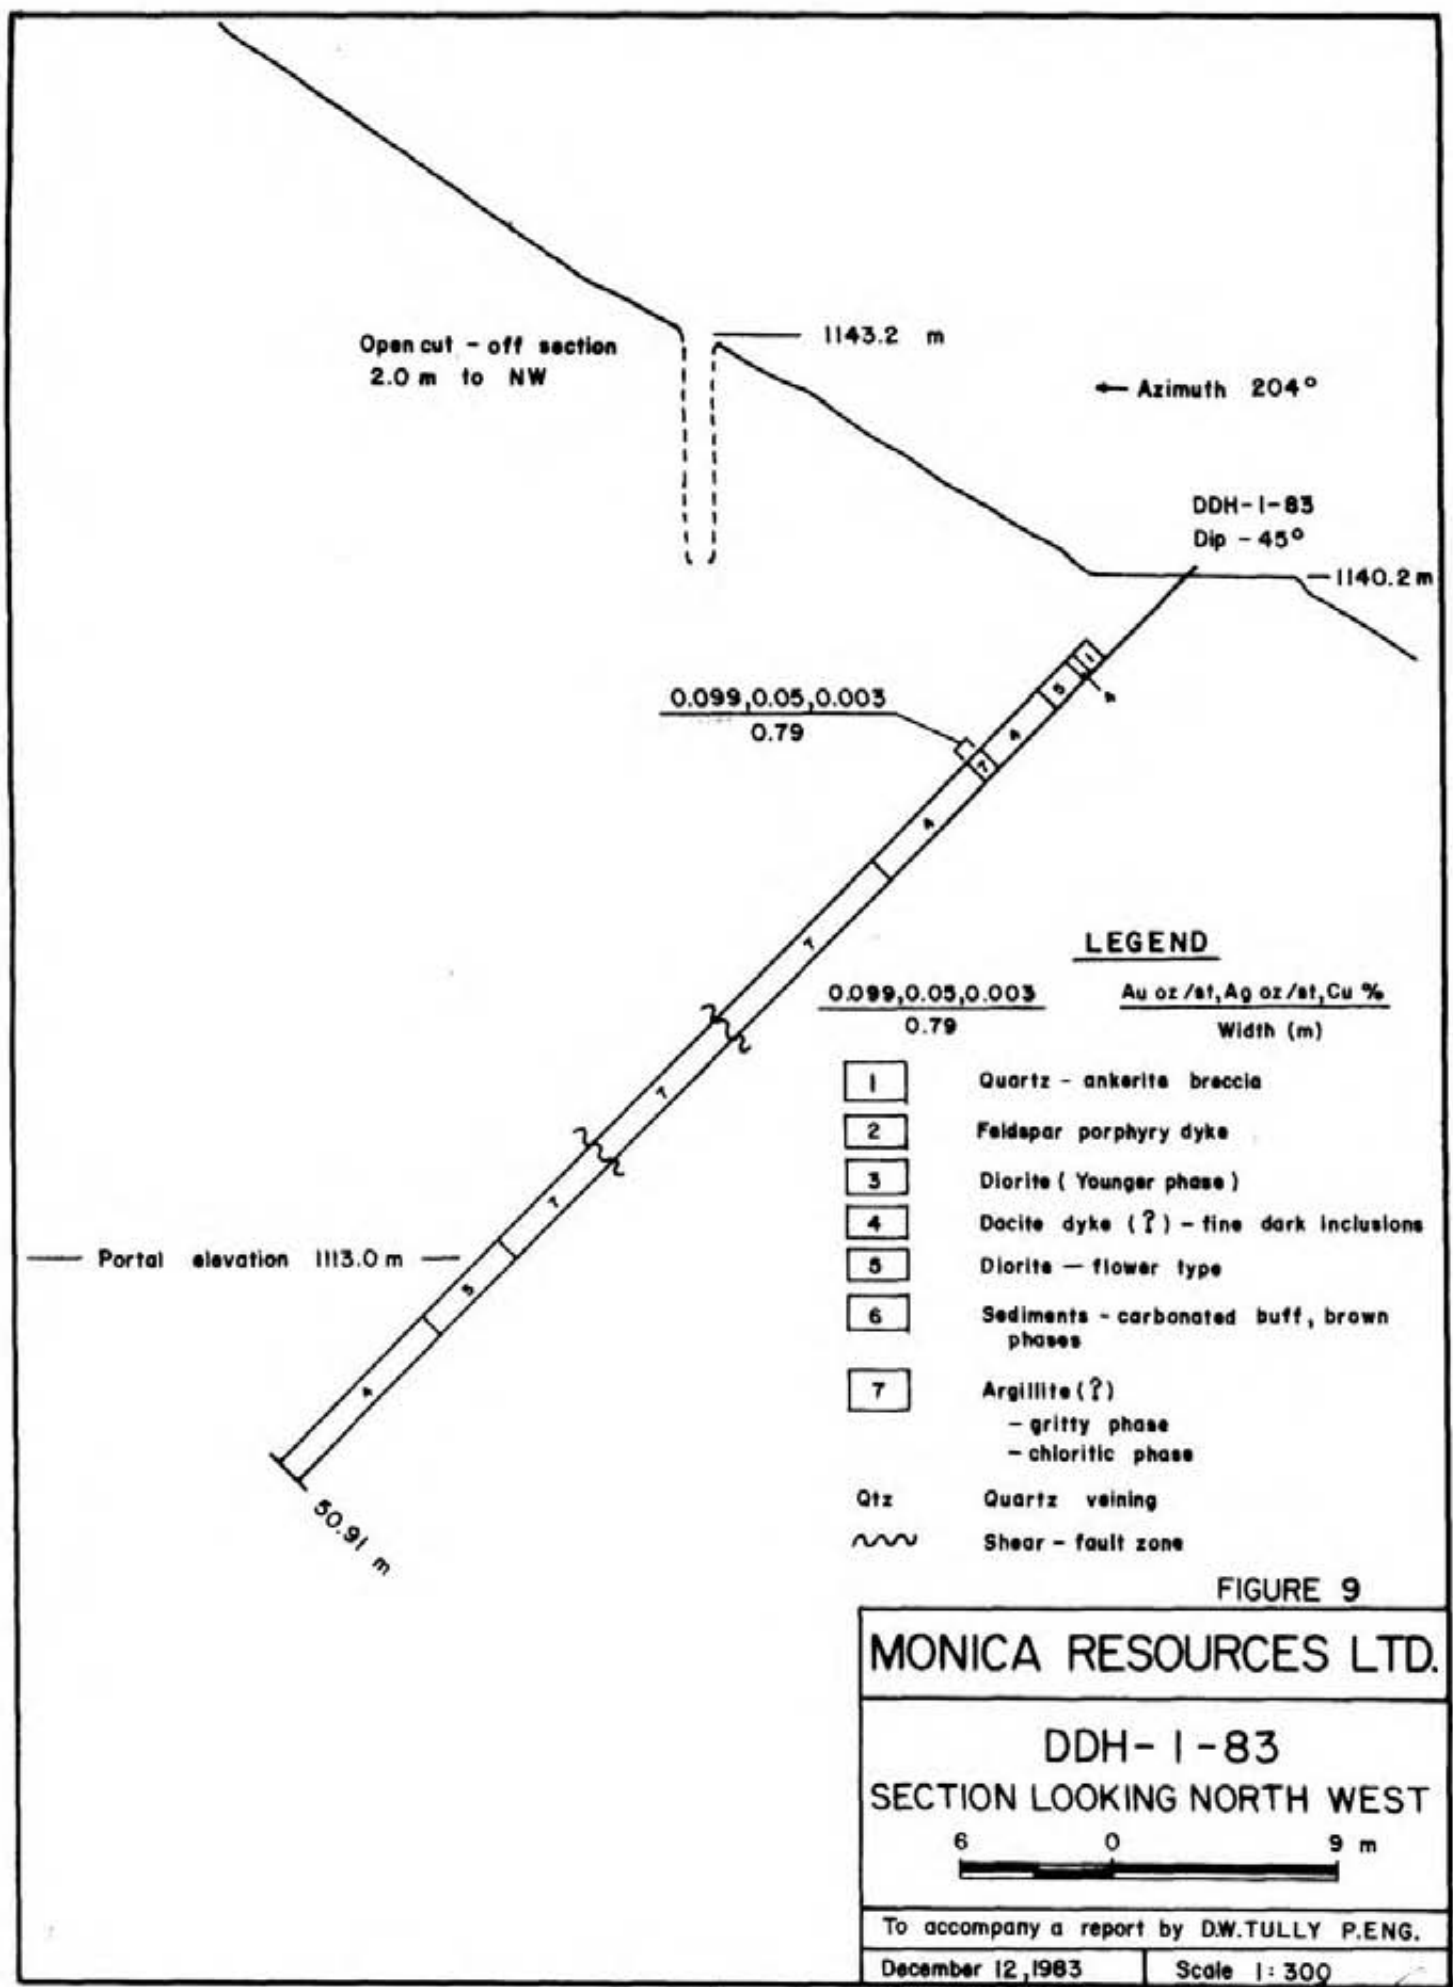 Open cut - off section
2.0 m to NW
1143.2 m
← Azimuth 204°
DDH-1-83
Dip - 45°
1140.2 m
0.099,0.05,0.003
0.79
1
4
5
4
7
4
7
7
7
Portal elevation 1113.0 m
5
4
50.91 m
LEGEND
0.099,0.05,0.003 Au oz/st, Ag oz/st, Cu %
0.79 Width (m)
1 Quartz - ankerite breccia
2 Feldspar porphyry dyke
3 Diorite ( Younger phase )
4 Dacite dyke (?) - fine dark inclusions
5 Diorite — flower type
6 Sediments - carbonated buff, brown
phases
7 Argillite (?)
- gritty phase
- chloritic phase
Qtz Quartz veining
Shear - fault zone
FIGURE 9
MONICA RESOURCES LTD.
DDH- 1 -83
SECTION LOOKING NORTH WEST
6 0 9 m
To accompany a report by D.W. TULLY P.ENG.
December 12, 1983 Scale 1: 300